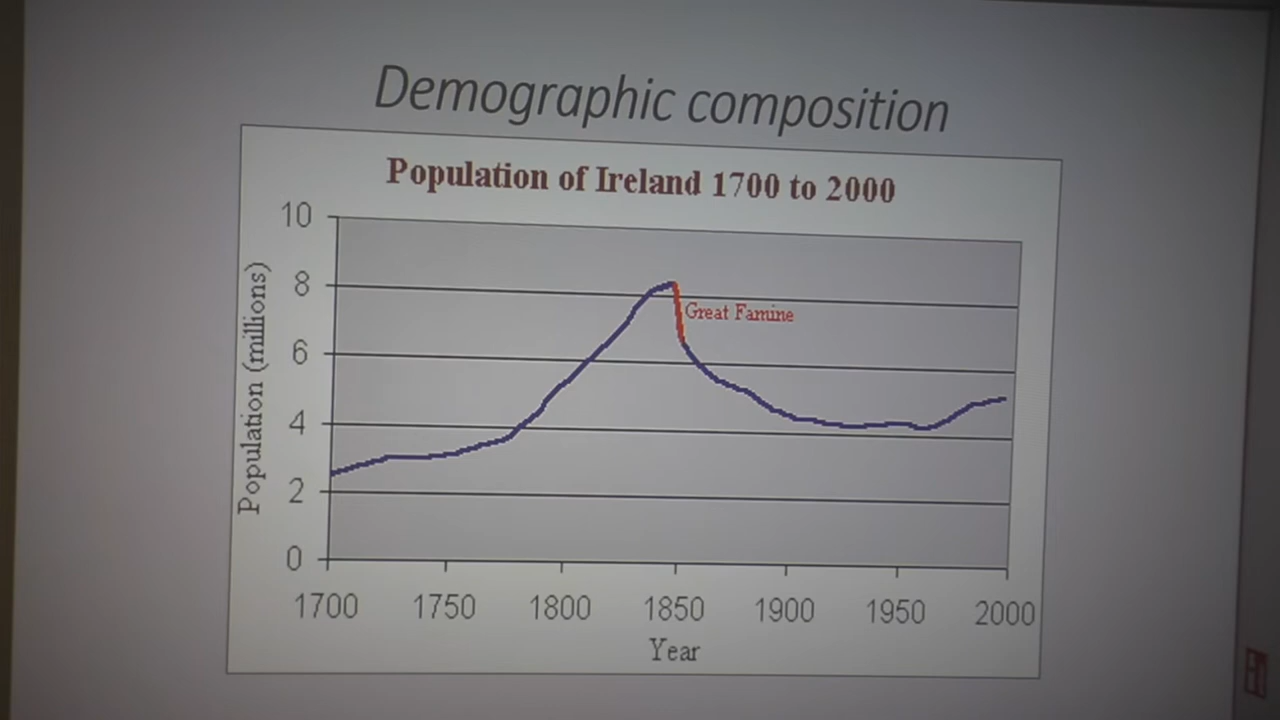 Demographic composition
Population of Ireland 1700 to 2000
10
8
6
4
2
0
Population (millions)
Great Famine
1700 1750 1800 1850 1900 1950 2000
Year